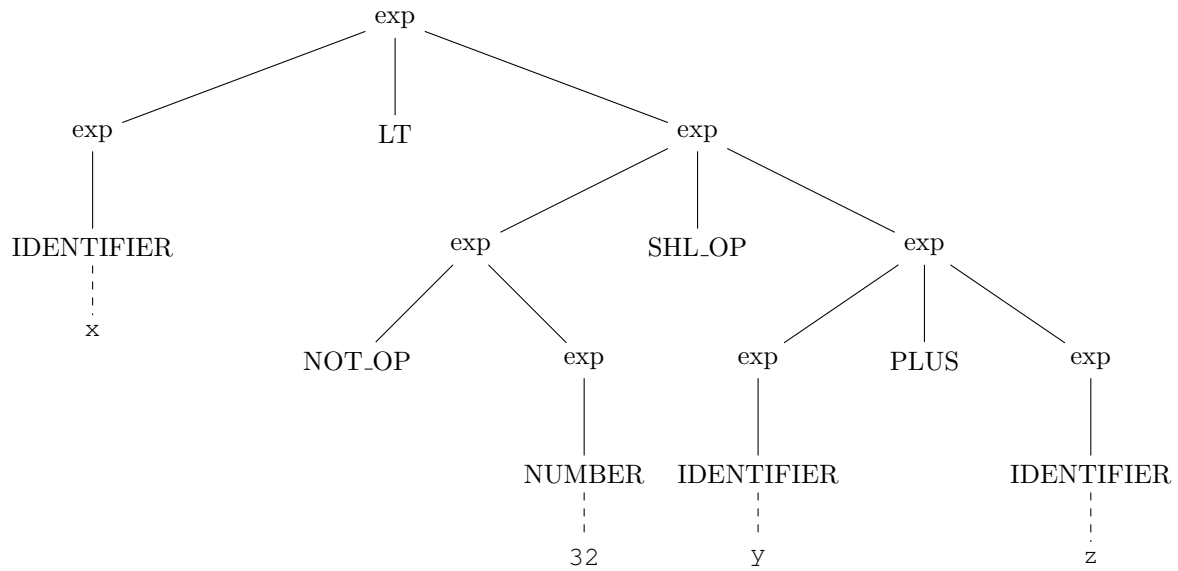 exp
exp LT exp
IDENTIFIER exp SHL_OP exp
x
NOT_OP exp exp PLUS exp
NUMBER IDENTIFIER IDENTIFIER
32 y z